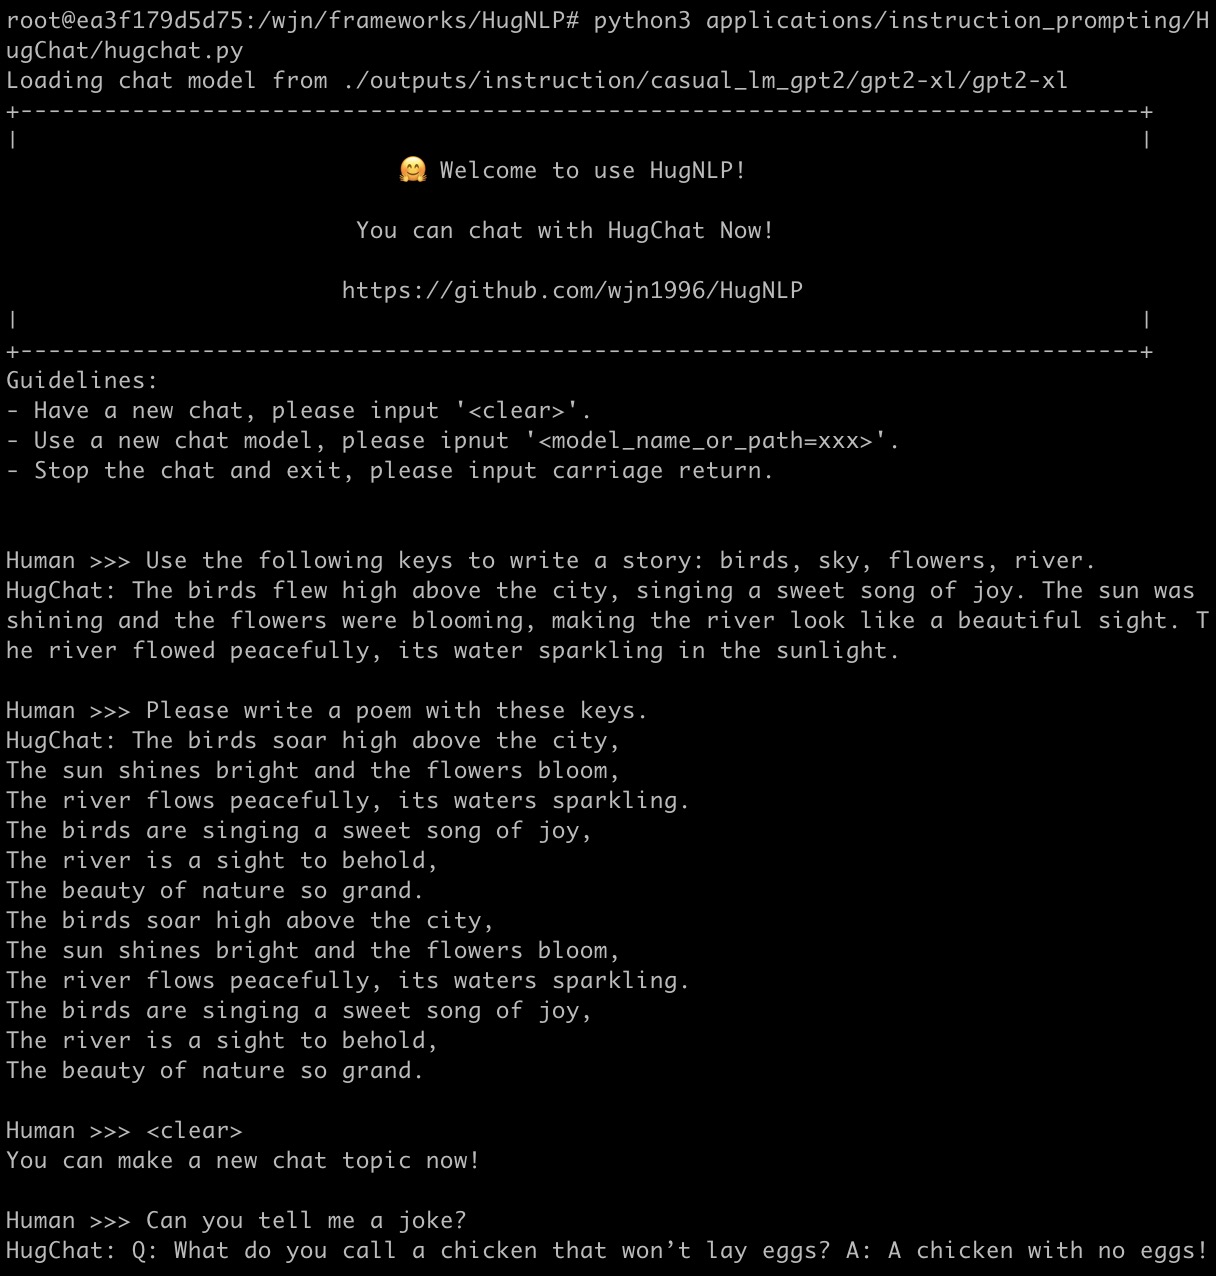 root@ea3f179d5d75:/wjn/frameworks/HugNLP# python3 applications/instruction_prompting/H
ugChat/hugchat.py
Loading chat model from ./outputs/instruction/casual_lm_gpt2/gpt2-xl/gpt2-xl
+--------------------------------------------------------------------------------+
|                                                                                |
🤗 Welcome to use HugNLP!
You can chat with HugChat Now!
https://github.com/wjn1996/HugNLP
|                                                                                |
+--------------------------------------------------------------------------------+
Guidelines:
- Have a new chat, please input '<clear>'.
- Use a new chat model, please ipnut '<model_name_or_path=xxx>'.
- Stop the chat and exit, please input carriage return.
Human >>> Use the following keys to write a story: birds, sky, flowers, river.
HugChat: The birds flew high above the city, singing a sweet song of joy. The sun was
shining and the flowers were blooming, making the river look like a beautiful sight. T
he river flowed peacefully, its water sparkling in the sunlight.
Human >>> Please write a poem with these keys.
HugChat: The birds soar high above the city,
The sun shines bright and the flowers bloom,
The river flows peacefully, its waters sparkling.
The birds are singing a sweet song of joy,
The river is a sight to behold,
The beauty of nature so grand.
The birds soar high above the city,
The sun shines bright and the flowers bloom,
The river flows peacefully, its waters sparkling.
The birds are singing a sweet song of joy,
The river is a sight to behold,
The beauty of nature so grand.
Human >>> <clear>
You can make a new chat topic now!
Human >>> Can you tell me a joke?
HugChat: Q: What do you call a chicken that won’t lay eggs? A: A chicken with no eggs!